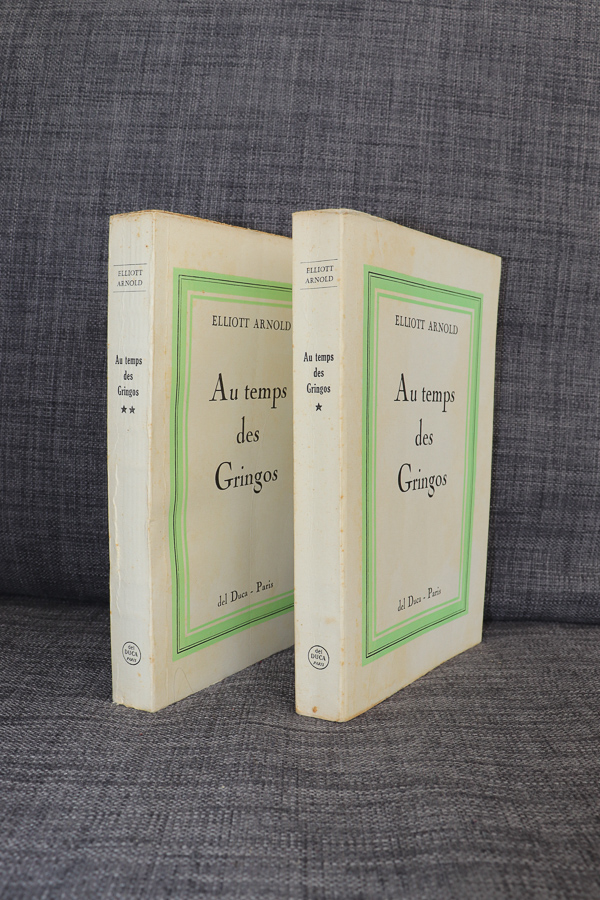 ELLIOTT
ARNOLD
Au temps
des
Gringos
★★
del
DUCA
PARIS
ELLIOTT ARNOLD
Au temps
des
Gringos
del Duca - Paris
ELLIOTT
ARNOLD
Au temps
des
Gringos
★
del
DUCA
PARIS
ELLIOTT ARNOLD
Au temps
des
Gringos
del Duca - Paris